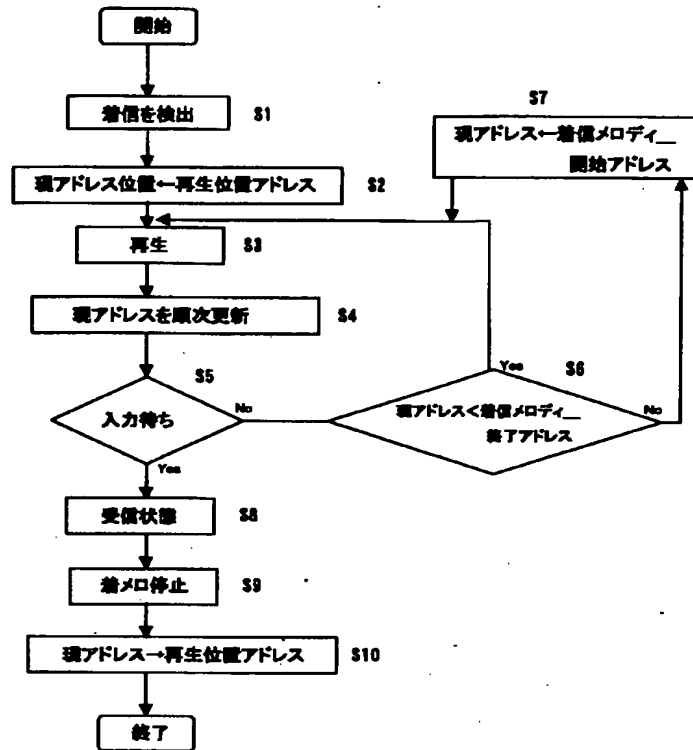 開始
着信を検出 S1
現アドレス位置←再生位置アドレス S2
再生 S3
現アドレスを順次更新 S4
S5
入力待ち
No
Yes
S6
現アドレス<着信メロディ__
終了アドレス
Yes
No
S7
現アドレス←着信メロディ__
開始アドレス
受信状態 S8
着メロ停止 S9
現アドレス→再生位置アドレス S10
終了